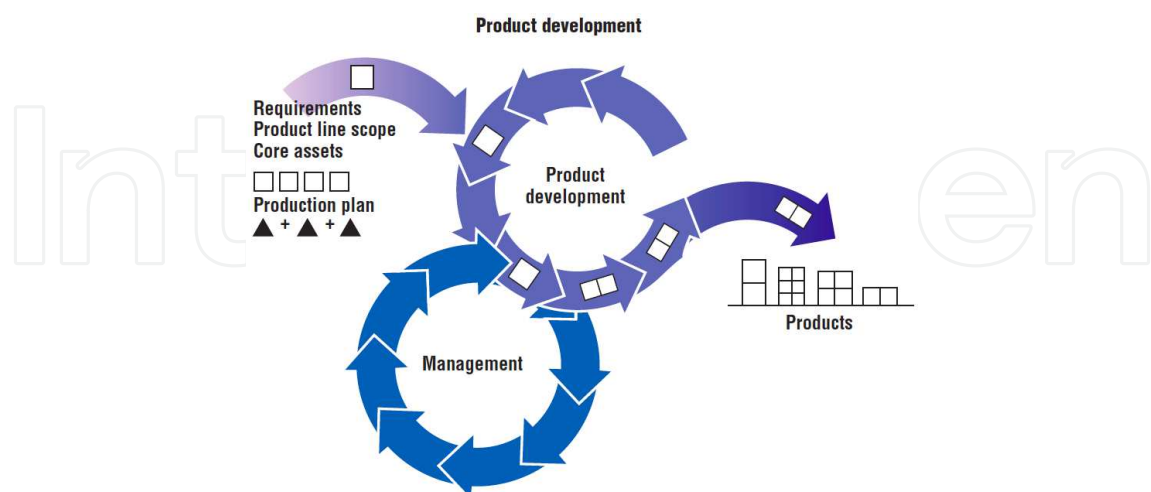 Product development
Requirements
Product line scope
Core assets
Production plan
+ +
Product
development
Management
Products